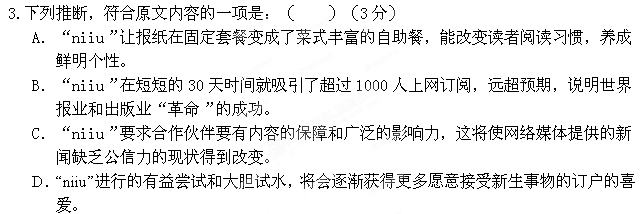 3.下列推断，符合原文内容的一项是：（　　）（3分）
A. “niiu”让报纸在固定套餐变成了菜式丰富的自助餐，能改变读者阅读习惯，养成
鲜明个性。
B. “niiu”在短短的30天时间就吸引了超过1000人上网订阅，远超预期，说明世界
报业和出版业“革命”的成功。
C. “niiu”要求合作伙伴要有内容的保障和广泛的影响力，这将使网络媒体提供的新
闻缺乏公信力的现状得到改变。
D.“niiu”进行的有益尝试和大胆试水，将会逐渐获得更多愿意接受新生事物的订户的喜
爱。